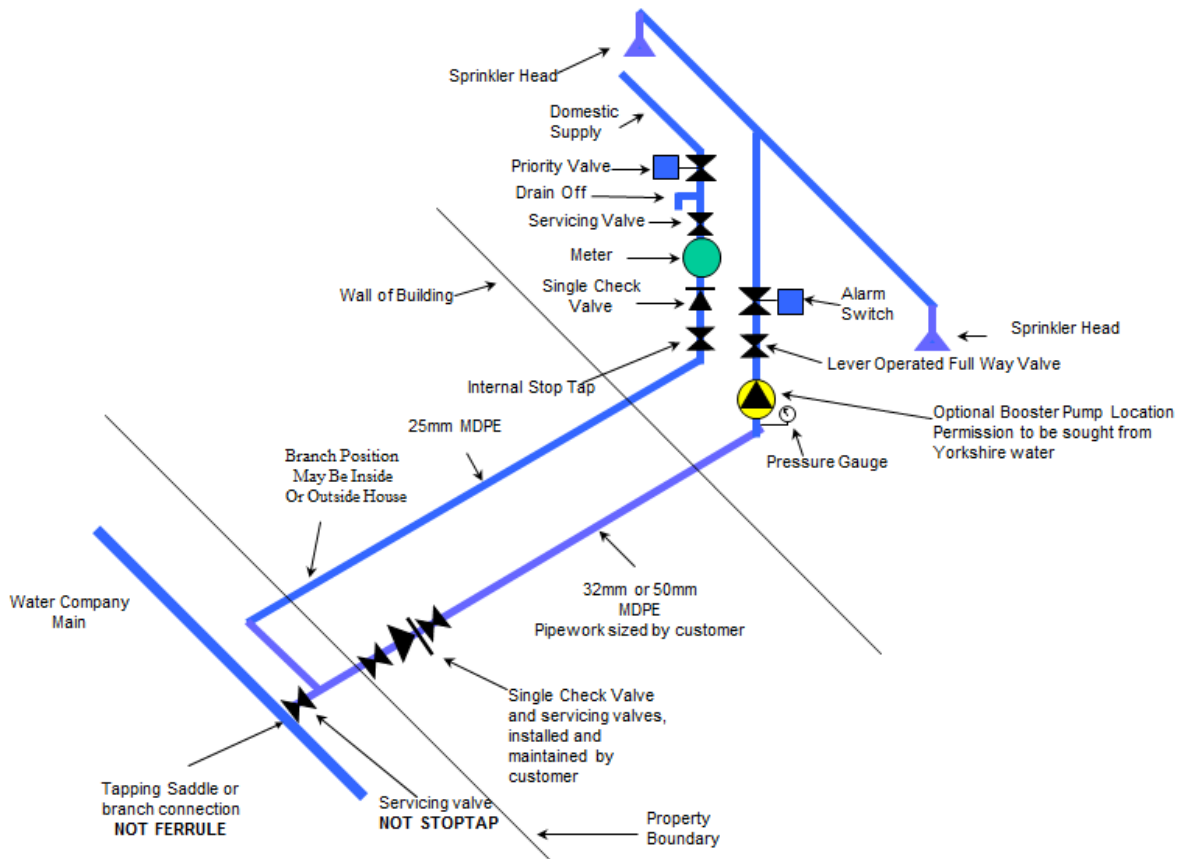 Sprinkler Head
Domestic
Supply
Priority Valve
Drain Off
Servicing Valve
Meter
Wall of Building
Single Check
Valve
Alarm
Switch
Sprinkler Head
Lever Operated Full Way Valve
Internal Stop Tap
Optional Booster Pump Location
Permission to be sought from
Yorkshire water
25mm MDPE
Pressure Gauge
Branch Position
May Be Inside
Or Outside House
Water Company
Main
32mm or 50mm
MDPE
Pipework sized by customer
Single Check Valve
and servicing valves,
installed and
maintained by
customer
Tapping Saddle or
branch connection
NOT FERRULE
Servicing valve
NOT STOPTAP
Property
Boundary